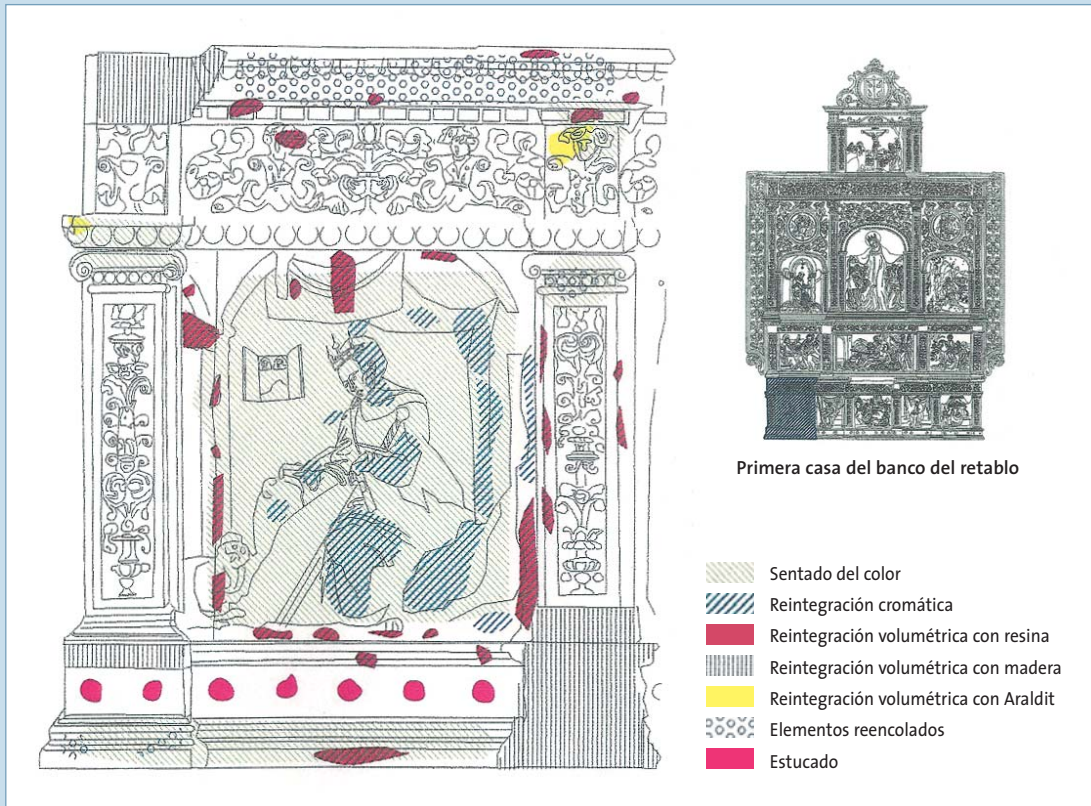 Primera casa del banco del retablo
Sentado del color
Reintegración cromática
Reintegración volumétrica con resina
Reintegración volumétrica con madera
Reintegración volumétrica con Araldit
Elementos reencolados
Estucado